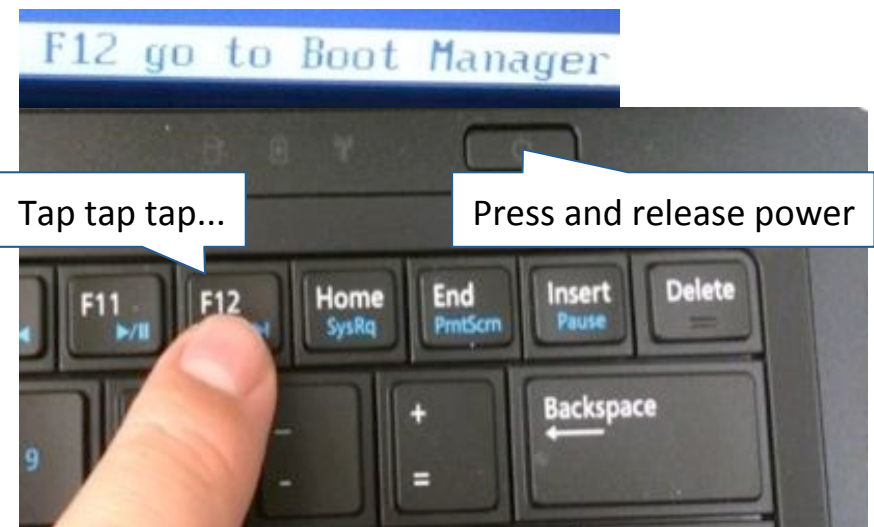 F12 go to Boot Manager
Tap tap tap...
Press and release power
F11
F12
Home
SysRq
End
PrntScrn
Insert
Pause
Delete
9
_
-
+
=
Backspace